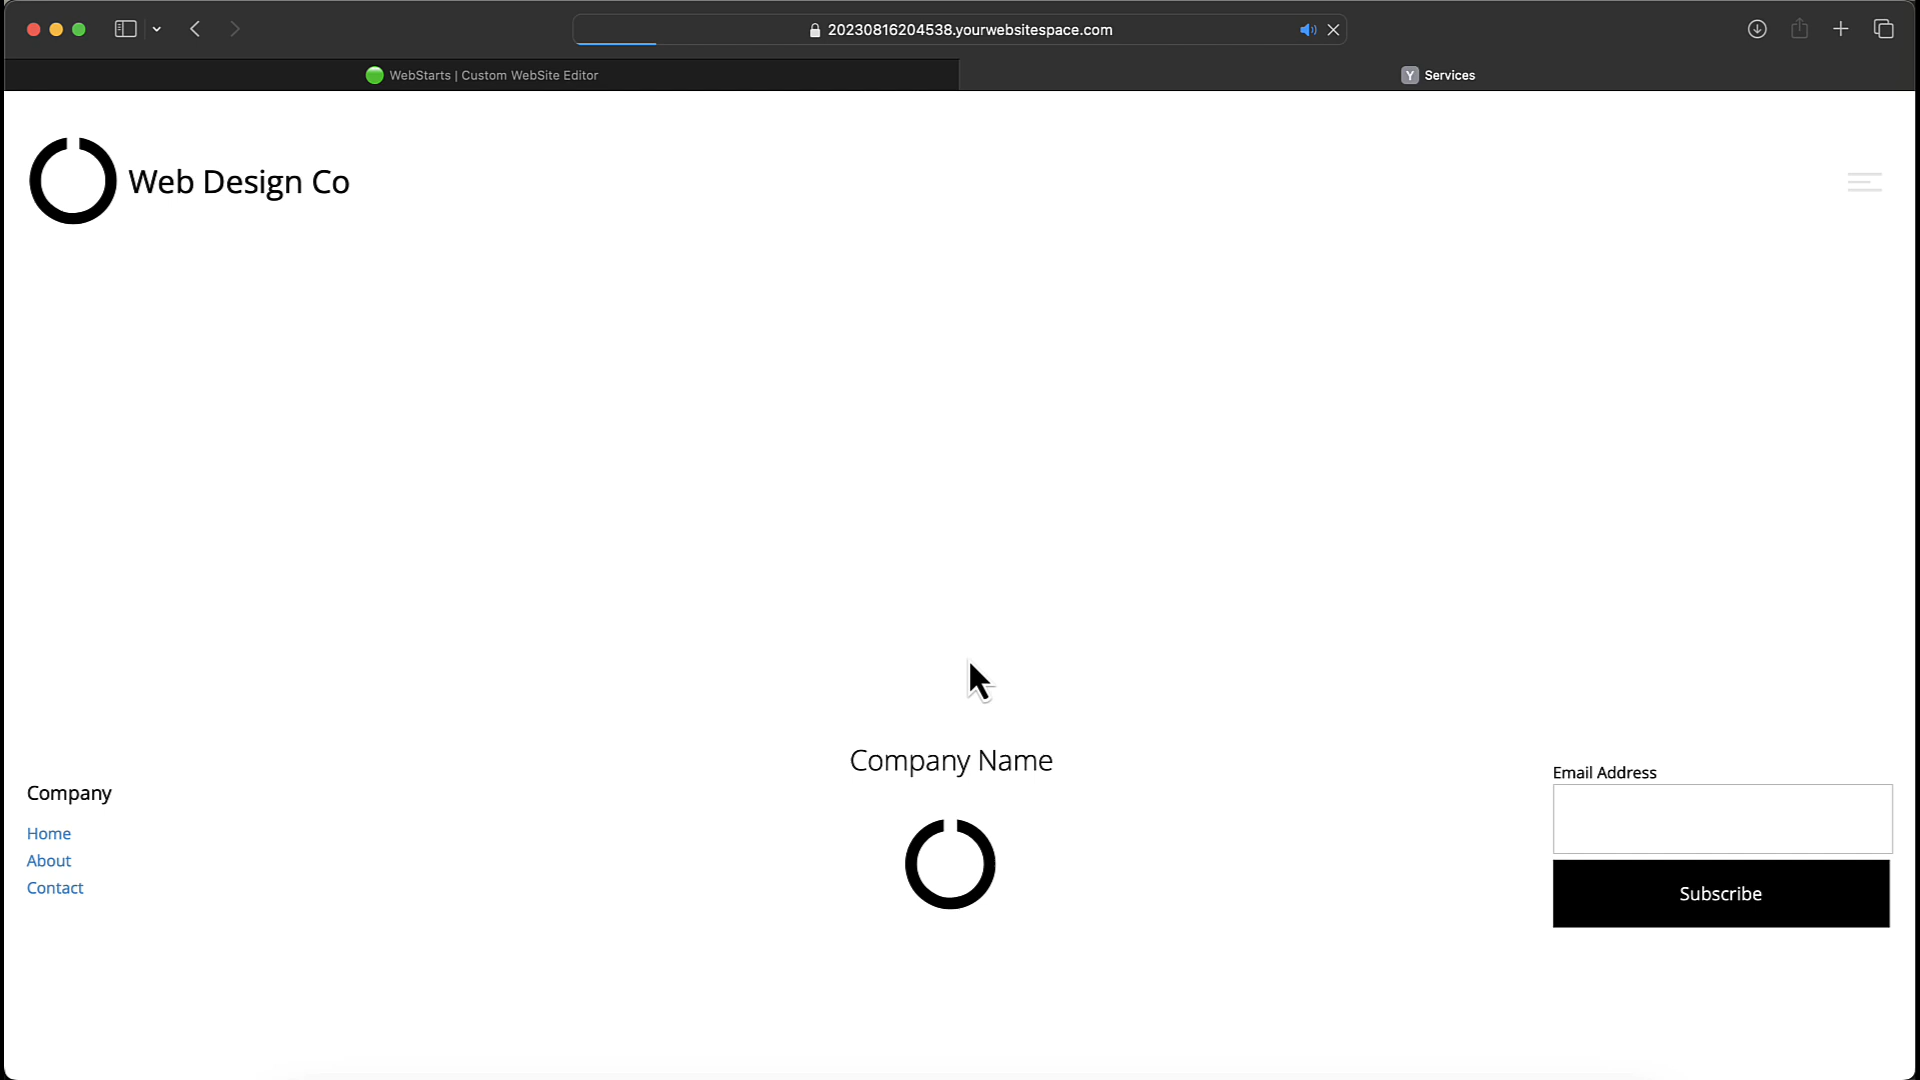 20230816204538.yourwebsitespace.com
WebStarts | Custom WebSite Editor
Y Services
Web Design Co
Company Name
Email Address
Company
Home
About
Contact
Subscribe